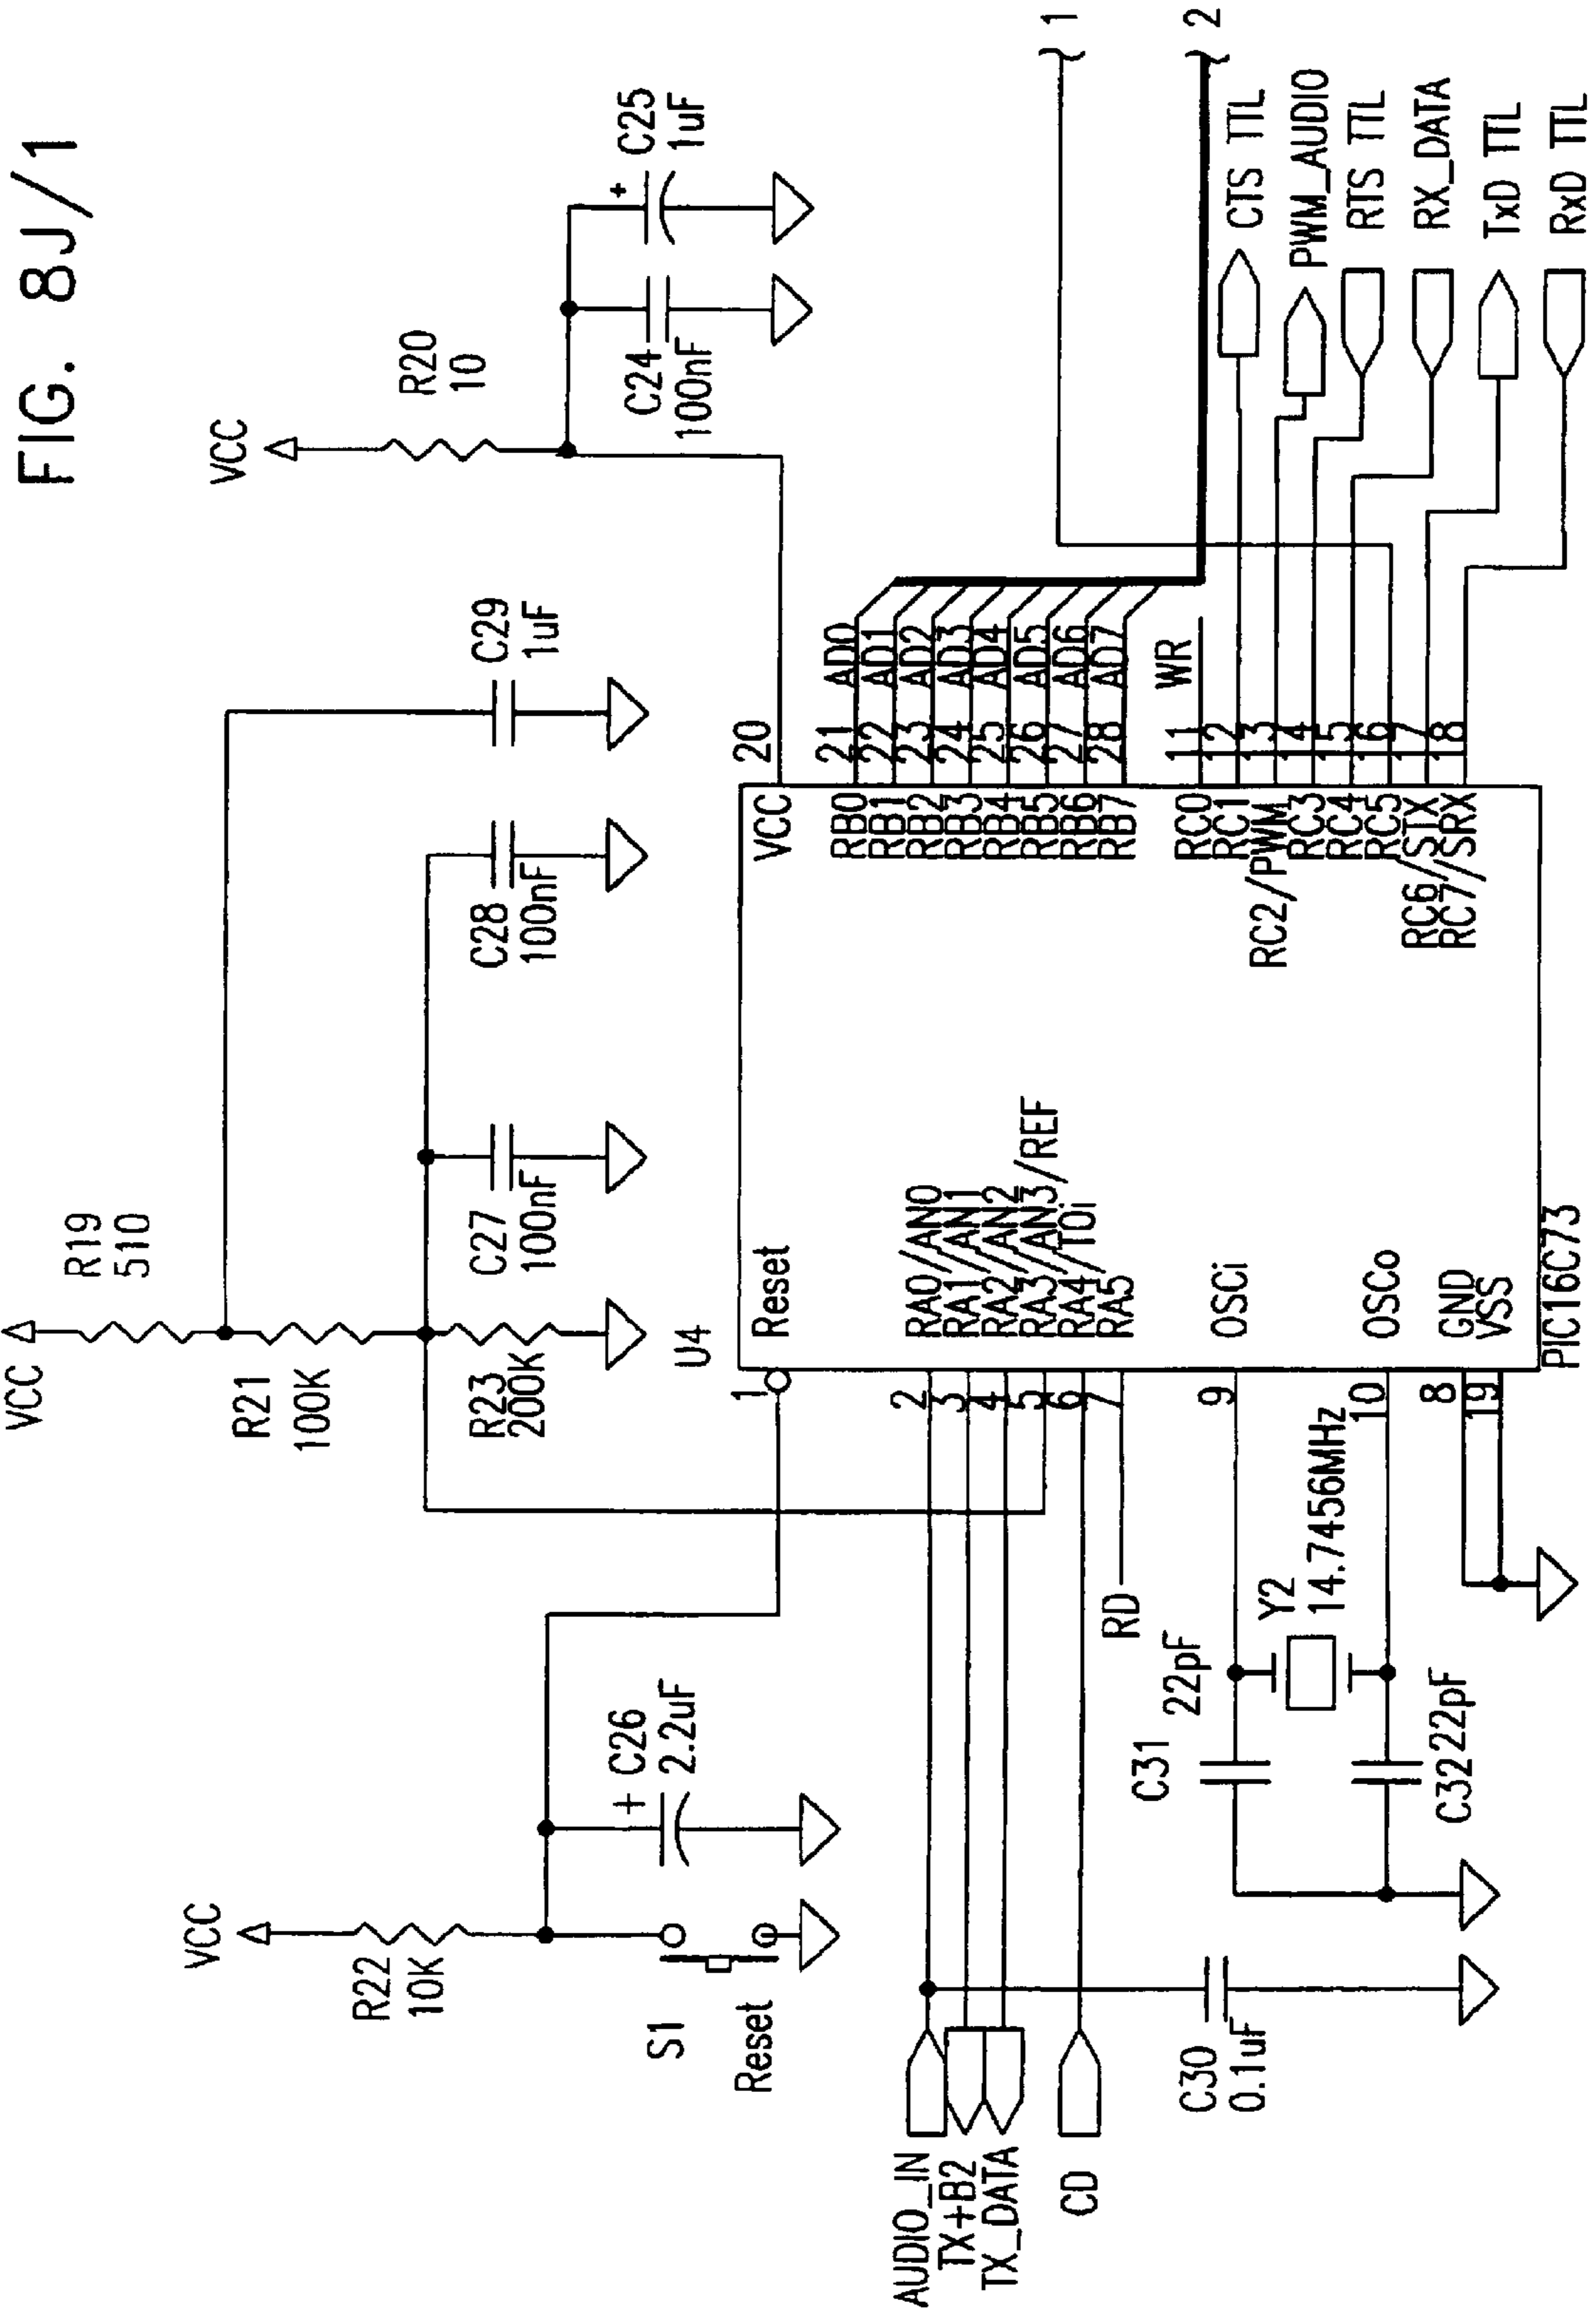 FIG. 8J/1
VCC
R19
510
R21
100K
R23
200K
C27
100nF
C28
100nF
C29
1uF
VCC
R20
10
C24
100nF
+
C25
1uF
VCC
R22
10K
S1
Reset
+ C26
2.2uF
U4
1
Reset
VCC
20
AUDIO_IN
TX+B2
TX_DATA
CD
RD
2
3
4
5
6
7
RA0/AN0
RA1/AN1
RA2/AN2
RA3/AN3/REF
RA4/TOi
RA5
9
OSCi
10
OSCo
8
GND
19
VSS
PIC16C73
RB0 21 AD0
RB1 22 AD1
RB2 23 AD2
RB3 24 AD3
RB4 25 AD4
RB5 26 AD5
RB6 27 AD6
RB7 28 AD7
RC0 11 WR
RC1 12
RC2/PWM 13
RC3 14
RC4 15
RC5 16
RC6/STX 17
RC7/SRX 18
1
2
CTS TTL
PWM_AUDIO
RTS TTL
RX_DATA
TxD TTL
RxD TTL
C31
22pF
Y2
14.7456MHz
C32 22pF
C30
0.1uF